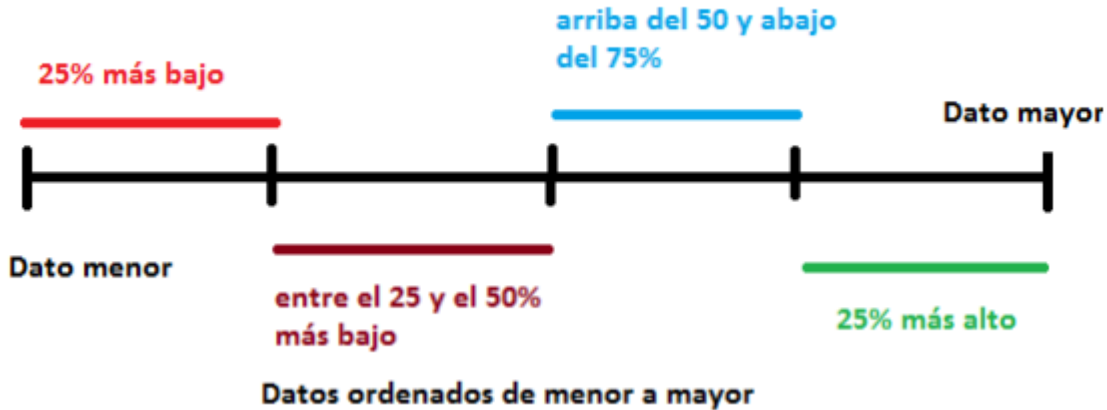 arriba del 50 y abajo
del 75%
25% más bajo
Dato mayor
Dato menor
entre el 25 y el 50%
más bajo
25% más alto
Datos ordenados de menor a mayor